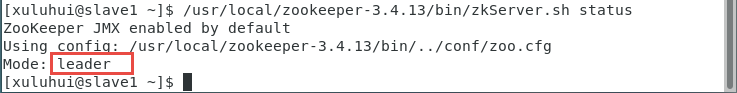 [xuluhui@slave1 ~]$ /usr/local/zookeeper-3.4.13/bin/zkServer.sh status
ZooKeeper JMX enabled by default
Using config: /usr/local/zookeeper-3.4.13/bin/../conf/zoo.cfg
Mode: leader
[xuluhui@slave1 ~]$